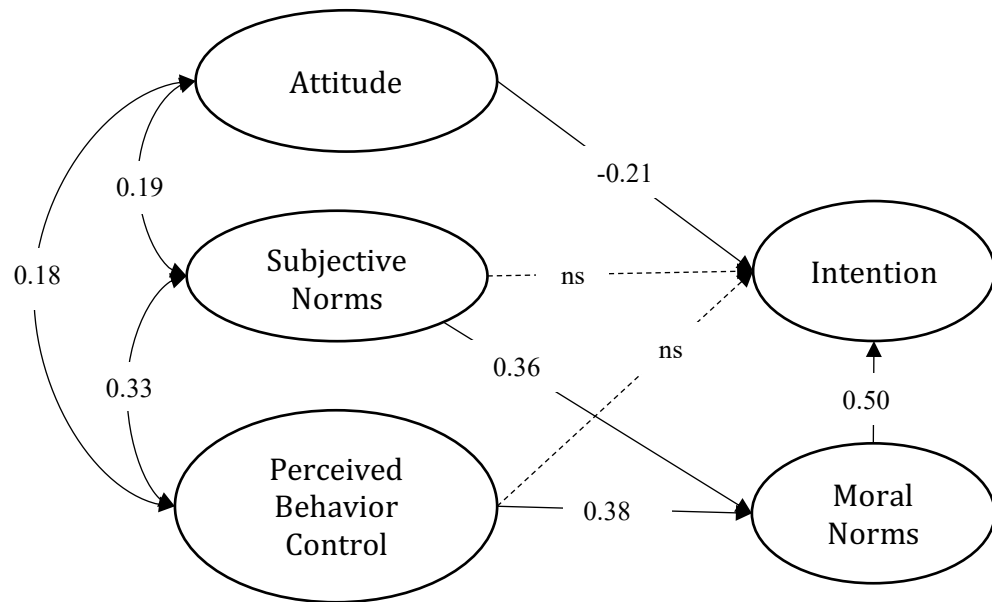 Attitude
-0.21
0.19
Subjective
Norms
ns
Intention
0.18
ns
0.36
0.33
0.50
Perceived
Behavior
Control
0.38
Moral
Norms